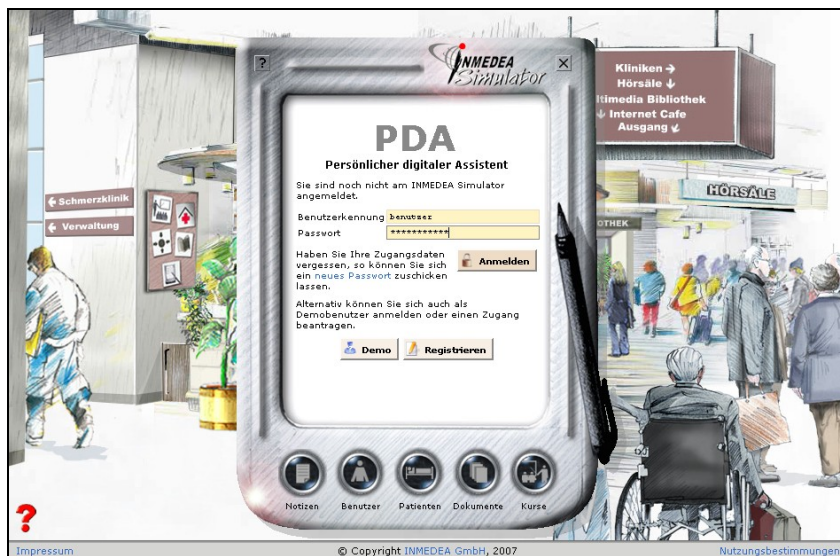 ?
INMEDEA
Simulator
Kliniken →
Hörsäle ↓
ltimedia Bibliothek
↓ Internet Cafe
Ausgang ↙
← Schmerzklinik
← Verwaltung
HÖRSÄLE
OTHEK
PDA
Persönlicher digitaler Assistent
Sie sind noch nicht am INMEDEA Simulator
angemeldet.
Benutzerkennung benutzer
Passwort ***********
Haben Sie Ihre Zugangsdaten
vergessen, so können Sie sich
ein neues Passwort zuschicken
lassen.
Anmelden
Alternativ können Sie sich auch als
Demobenutzer anmelden oder einen Zugang
beantragen.
Demo Registrieren
Notizen Benutzer Patienten Dokumente Kurse
?
Impressum © Copyright INMEDEA GmbH, 2007 Nutzungsbestimmungen